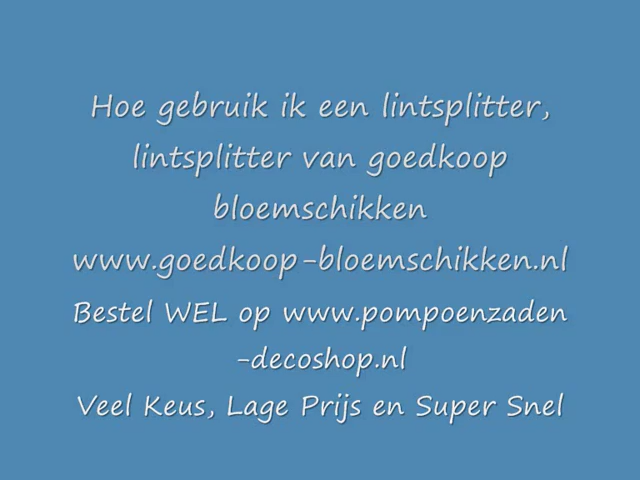 Hoe gebruik ik een lintsplitter,
lintsplitter van goedkoop
bloemschikken
www.goedkoop-bloemschikken.nl
Bestel WEL op www.pompoenzaden
-decoshop.nl
Veel Keus, Lage Prijs en Super Snel